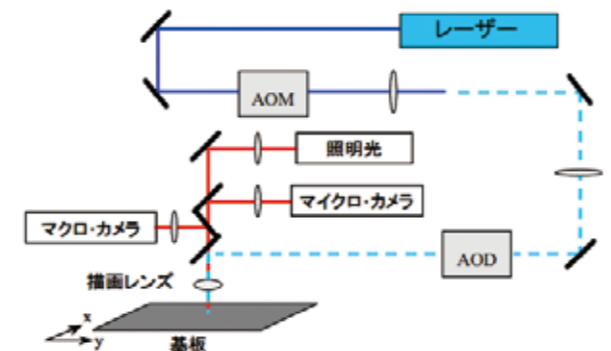 レーザー
AOM
照明光
マイクロ・カメラ
マクロ・カメラ
AOD
描画レンズ
x
y
基板